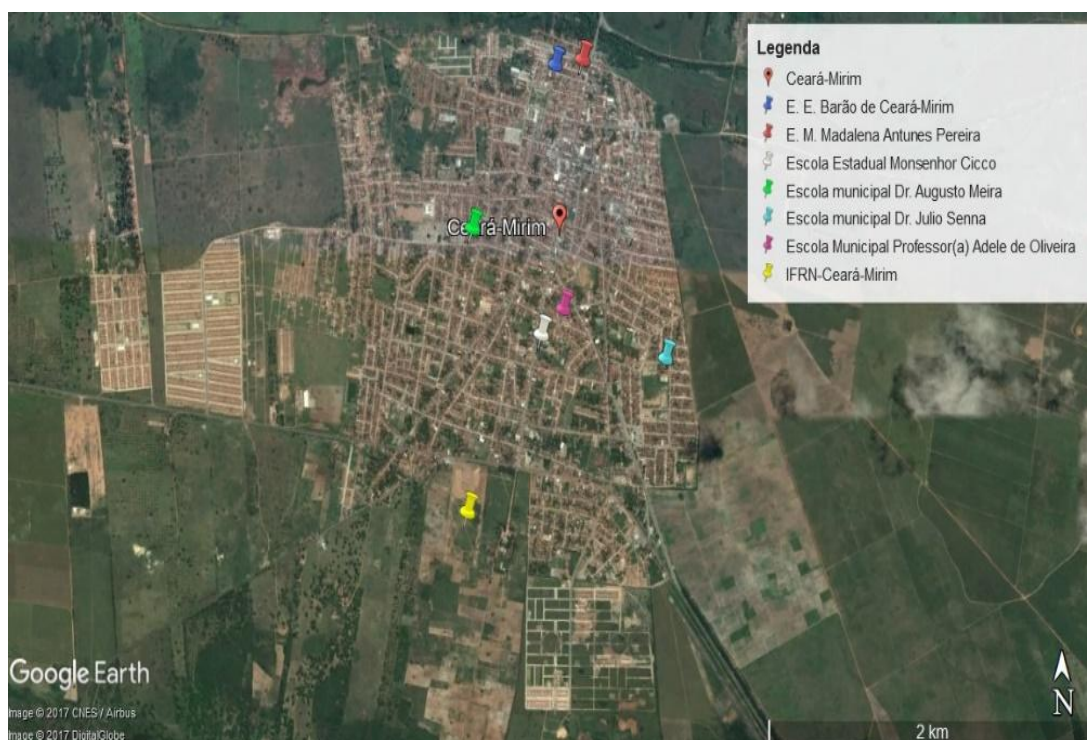 Legenda
Ceará-Mirim
E. E. Barão de Ceará-Mirim
E. M. Madalena Antunes Pereira
Escola Estadual Monsenhor Cicco
Escola municipal Dr. Augusto Meira
Escola municipal Dr. Julio Senna
Escola Municipal Professor(a) Adele de Oliveira
IFRN-Ceará-Mirim
Ceará-Mirim
Google Earth
Image © 2017 CNES / Airbus
Image © 2017 DigitalGlobe
N
2 km